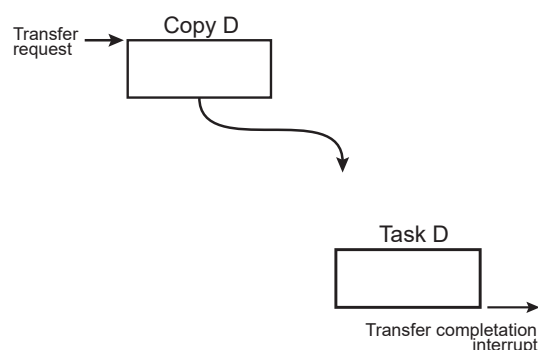 Copy D
Transfer
request
Task D
Transfer completation
interrupt